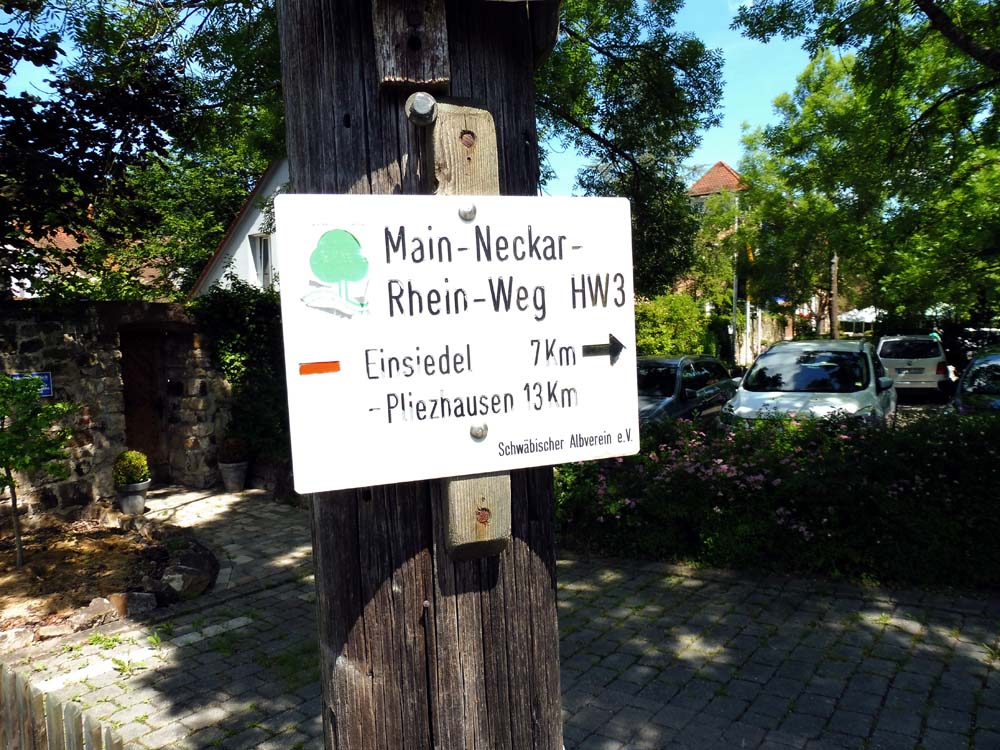 Main-Neckar-
Rhein-Weg HW3
Einsiedel 7Km
-Pliezhausen 13Km
Schwäbischer Albverein e.V.